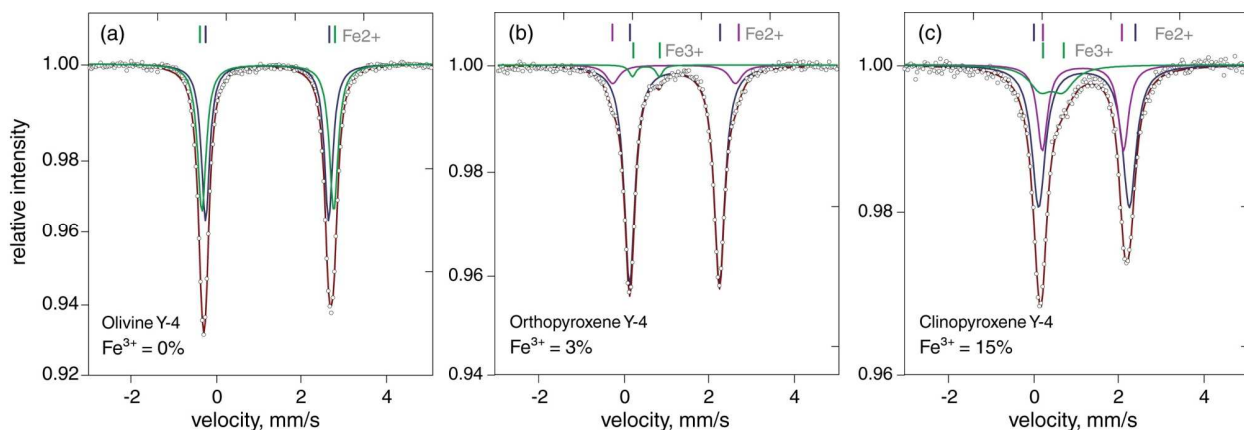 (a)
Fe2+
1.00
0.98
0.96
0.94
0.92
relative intensity
Olivine Y-4
Fe³⁺ = 0%
-2 0 2 4
velocity, mm/s
(b)
Fe2+
Fe3+
1.00
0.98
0.96
0.94
Orthopyroxene Y-4
Fe³⁺ = 3%
-2 0 2 4
velocity, mm/s
(c)
Fe2+
Fe3+
1.00
0.98
0.96
Clinopyroxene Y-4
Fe³⁺ = 15%
-2 0 2 4
velocity, mm/s